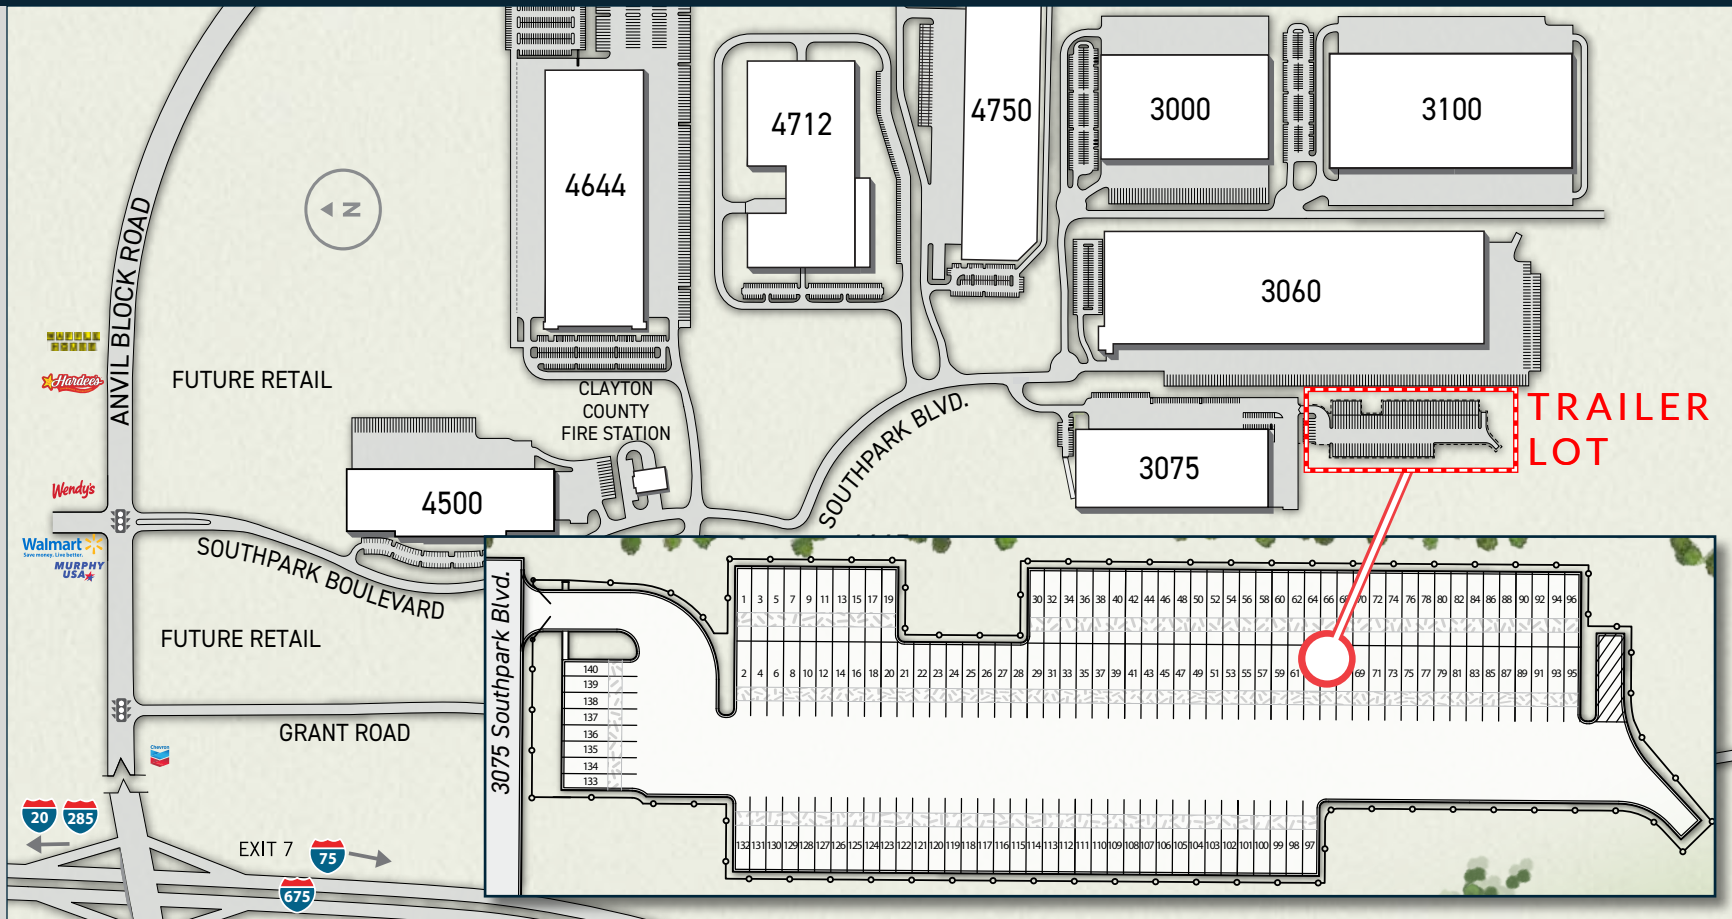 4644
4712
4750
3000
3100
3060
N
ANVIL BLOCK ROAD
WAFFLE
HOUSE
Hardee's
FUTURE RETAIL
CLAYTON
COUNTY
FIRE STATION
SOUTHPARK BLVD.
TRAILER
LOT
3075
4500
Wendy's
Walmart
Save money. Live better.
MURPHY
USA
SOUTHPARK BOULEVARD
FUTURE RETAIL
GRANT ROAD
Chevron
20
285
EXIT 7
75
675
3075 Southpark Blvd.
1 3 5 7 9 11 13 15 17 19
30 32 34 36 38 40 42 44 46 48 50 52 54 56 58 60 62 64 66 68 70 72 74 76 78 80 82 84 86 88 90 92 94 96
2 4 6 8 10 12 14 16 18 20 21 22 23 24 25 26 27 28 29 31 33 35 37 39 41 43 45 47 49 51 53 55 57 59 61 69 71 73 75 77 79 81 83 85 87 89 91 93 95
140
139
138
137
136
135
134
133
132 131 130 129 128 127 126 125 124 123 122 121 120 119 118 117 116 115 114 113 112 111 110 109 108 107 106 105 104 103 102 101 100 99 98 97